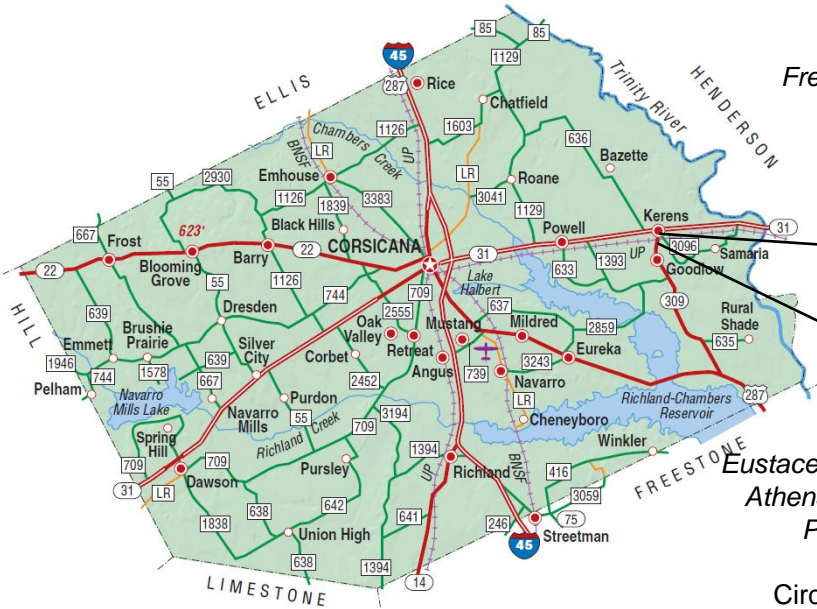 85
85
45
1129
287
Rice
Trinity River
Fre
ELLIS
Chatfield
HENDERSON
1126
1603
Chambers
Creek
BNSF
LR
UP
636
Bazette
55
2930
Emhouse
LR
Roane
1126
3383
3041
1839
1129
667
623'
Black Hills
Powell
Kerens
31
Frost
CORSICANA
31
3096
22
Blooming
Grove
Barry
22
633
1393
UP
Samaria
Goodlow
55
1126
744
709
Lake
Halbert
309
639
Dresden
2555
637
Rural
Shade
Brushie
Prairie
Oak
Valley
Mustang
Mildred
2859
Emmett
Silver
City
Retreat
635
HILL
1946
639
Corbet
Angus
3243
Eureka
744
1578
739
Pelham
667
2452
Navarro
Navarro
Mills Lake
Navarro
Mills
Purdon
LR
Richland-Chambers
Reservoir
287
55
3194
Cheneyboro
Spring
Hill
Richland Creek
709
Winkler
709
709
1394
BNSF
FREESTONE
Eustace
31
Dawson
Pursley
UP
Richland
416
LR
Athens
638
642
3059
P
1838
641
246
75
Union High
Streetman
45
638
1394
14
Circ
LIMESTONE